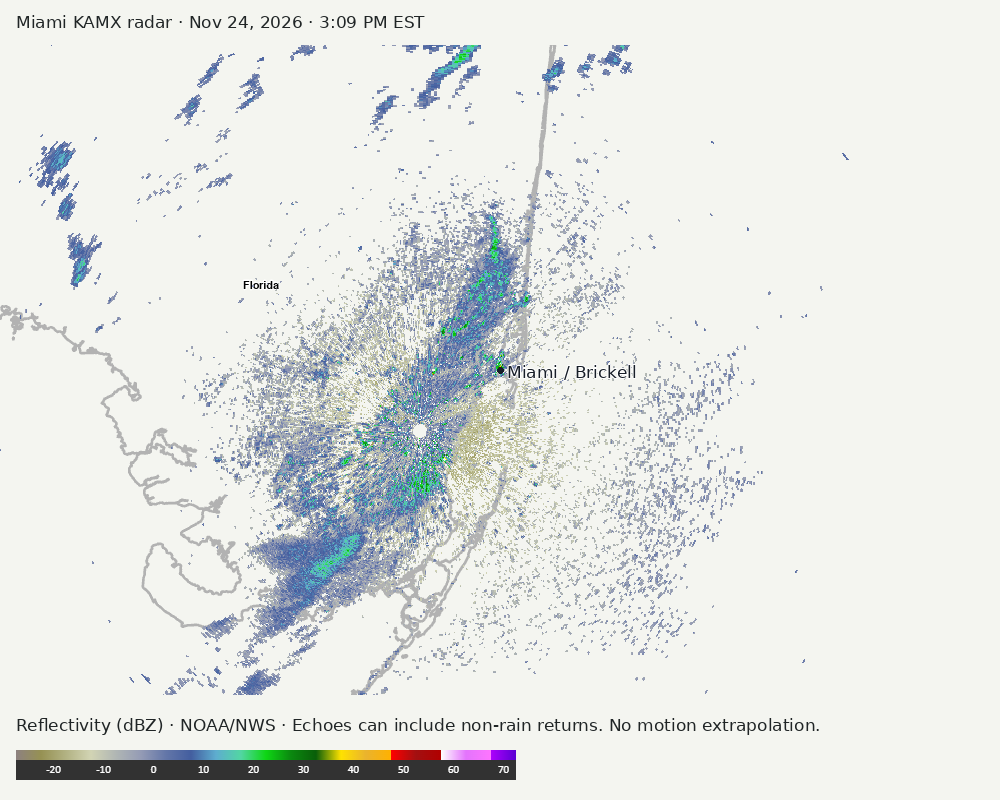 Miami KAMX radar · Nov 24, 2026 · 3:09 PM EST
Florida
Miami / Brickell
Reflectivity (dBZ) · NOAA/NWS · Echoes can include non-rain returns. No motion extrapolation.
-20 -10 0 10 20 30 40 50 60 70